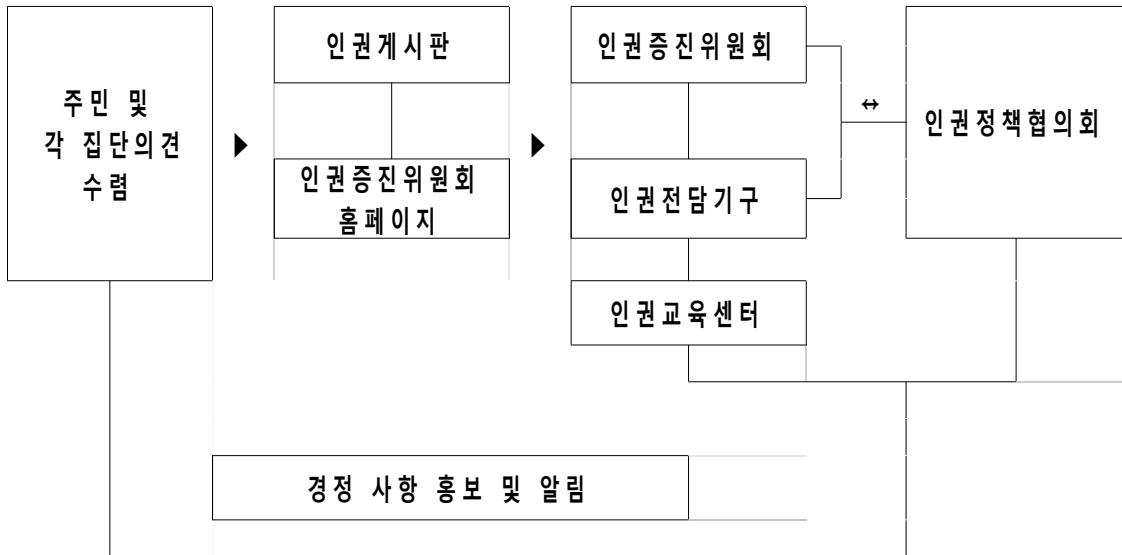 주민 및
각 집단의견
수렴
▶
인권게시판
인권증진위원회
홈페이지
▶
인권증진위원회
인권전담기구
인권교육센터
↔
인권정책협의회
경정 사항 홍보 및 알림